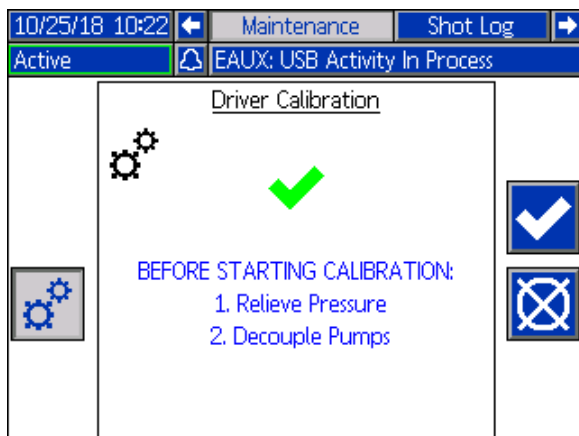 10/25/18 10:22 Maintenance Shot Log
Active EAUX: USB Activity In Process
Driver Calibration
BEFORE STARTING CALIBRATION:
1. Relieve Pressure
2. Decouple Pumps